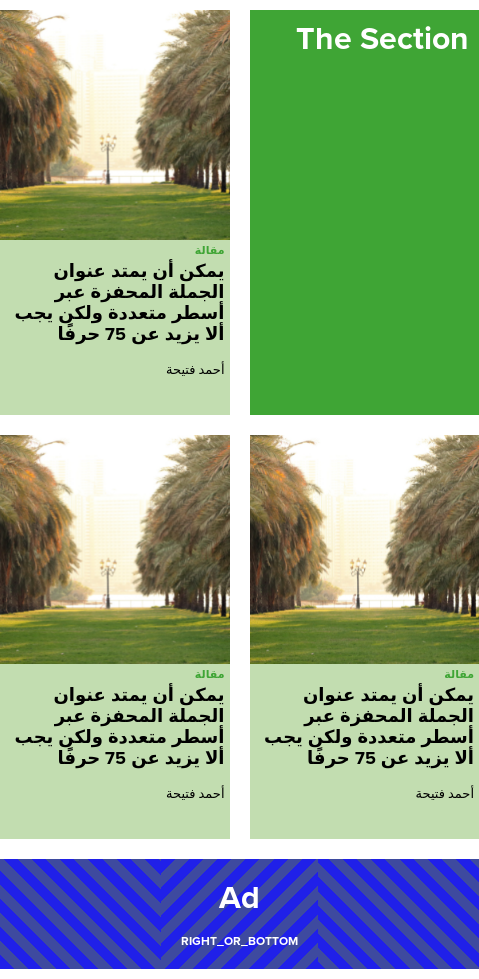 The Section
مقالة
يمكن أن يمتد عنوان
الجملة المحفزة عبر
أسطر متعددة ولكن يجب
ألا يزيد عن 75 حرفًا
أحمد فتيحة
مقالة
يمكن أن يمتد عنوان
الجملة المحفزة عبر
أسطر متعددة ولكن يجب
ألا يزيد عن 75 حرفًا
أحمد فتيحة
مقالة
يمكن أن يمتد عنوان
الجملة المحفزة عبر
أسطر متعددة ولكن يجب
ألا يزيد عن 75 حرفًا
أحمد فتيحة
Ad
RIGHT_OR_BOTTOM